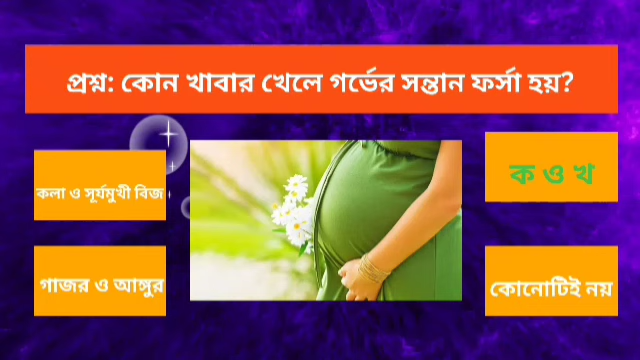 প্রশ্ন: কোন খাবার খেলে গর্ভের সন্তান ফর্সা হয়?
কলা ও সূর্যমুখী বিজ
ক ও খ
গাজর ও আঙ্গুর
কোনোটিই নয়